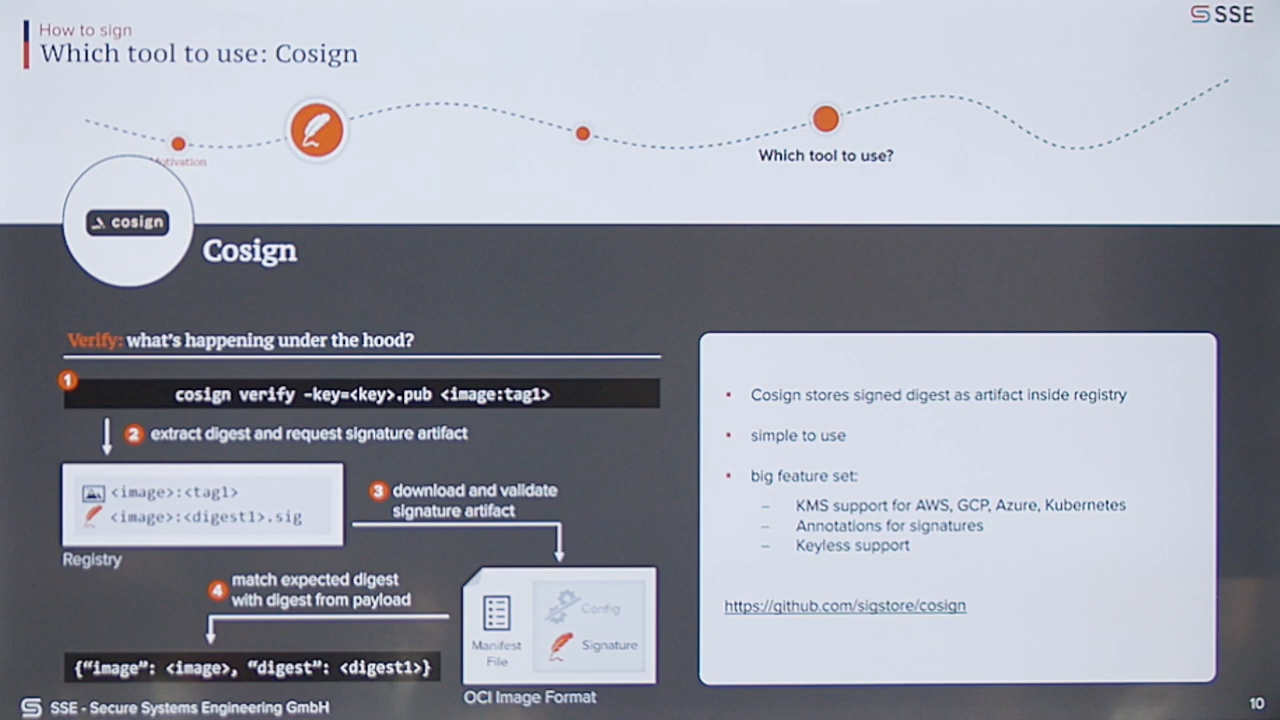 How to sign
Which tool to use: Cosign
SSE
Motivation
Which tool to use?
cosign
Cosign
Verify: what's happening under the hood?
1
cosign verify -key=<key>.pub <image:tag1>
2 extract digest and request signature artifact
<image>:<tag1>
<image>:<digest1>.sig
Registry
3 download and validate
signature artifact
4 match expected digest
with digest from payload
Config
Signature
Manifest
File
OCI Image Format
{"image": <image>, "digest": <digest1>}
• Cosign stores signed digest as artifact inside registry
• simple to use
• big feature set:
– KMS support for AWS, GCP, Azure, Kubernetes
– Annotations for signatures
– Keyless support
https://github.com/sigstore/cosign
SSE - Secure Systems Engineering GmbH
10